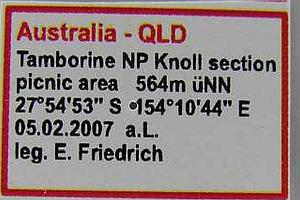 Australia - QLD
Tamborine NP Knoll section
picnic area 564m üNN
27°54'53" S 154°10'44" E
05.02.2007 a.L.
leg. E. Friedrich